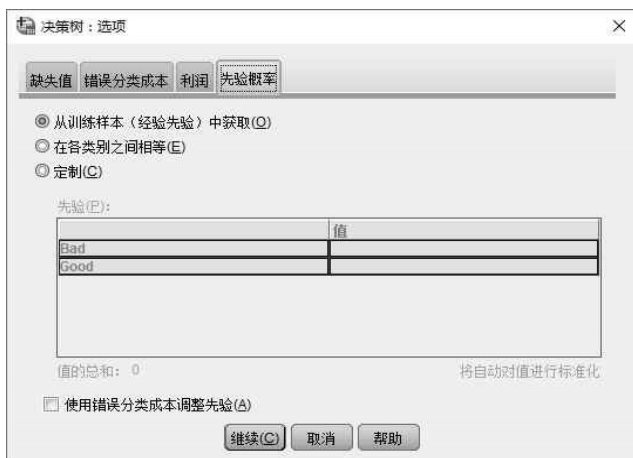 决策树：选项
缺失值 错误分类成本 利润 先验概率
从训练样本（经验先验）中获取(O)
在各类别之间相等(E)
定制(C)
先验(P):
值
Bad
Good
值的总和: 0 将自动对值进行标准化
使用错误分类成本调整先验(A)
继续(C) 取消 帮助